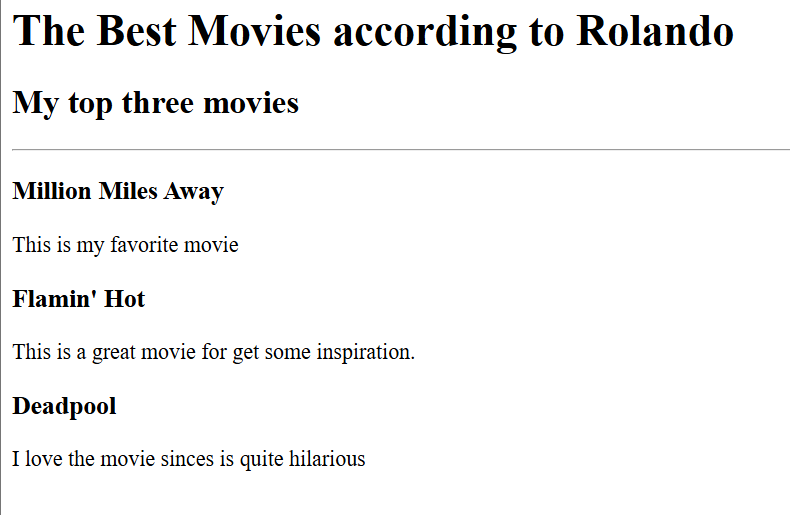 The Best Movies according to Rolando
My top three movies
Million Miles Away
This is my favorite movie
Flamin' Hot
This is a great movie for get some inspiration.
Deadpool
I love the movie sinces is quite hilarious